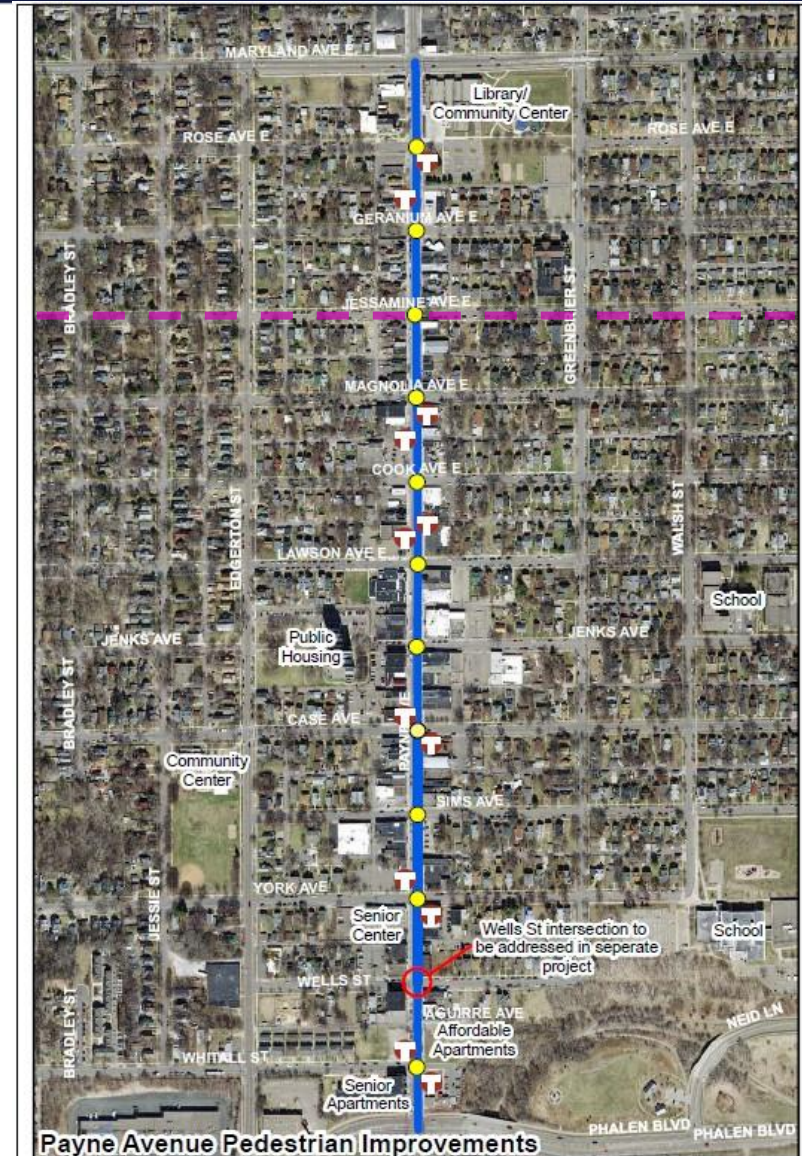 MARYLAND AVE E
Library/
Community Center
ROSE AVE E
ROSE AVE E
T
T
GERANIUM AVE E
BRADLEY ST
GREENBRIER ST
JESSAMINE AVE E
MAGNOLIA AVE E
T
T
COOK AVE E
EDGERTON ST
WALSH ST
T
T
LAWSON AVE E
School
Public
Housing
JENKS AVE
JENKS AVE
BRADLEY ST
PAYNE AVE
CASE AVE
T
T
Community
Center
SIMS AVE
T
YORK AVE
JESSIE ST
Senior
Center
T
Wells St intersection to
be addressed in seperate
project
School
WELLS ST
BRADLEY ST
AGUIRRE AVE
Affordable
Apartments
NEID LN
WHITALL ST
T
T
Senior
Apartments
PHALEN BLVD
PHALEN BLVD
Payne Avenue Pedestrian Improvements